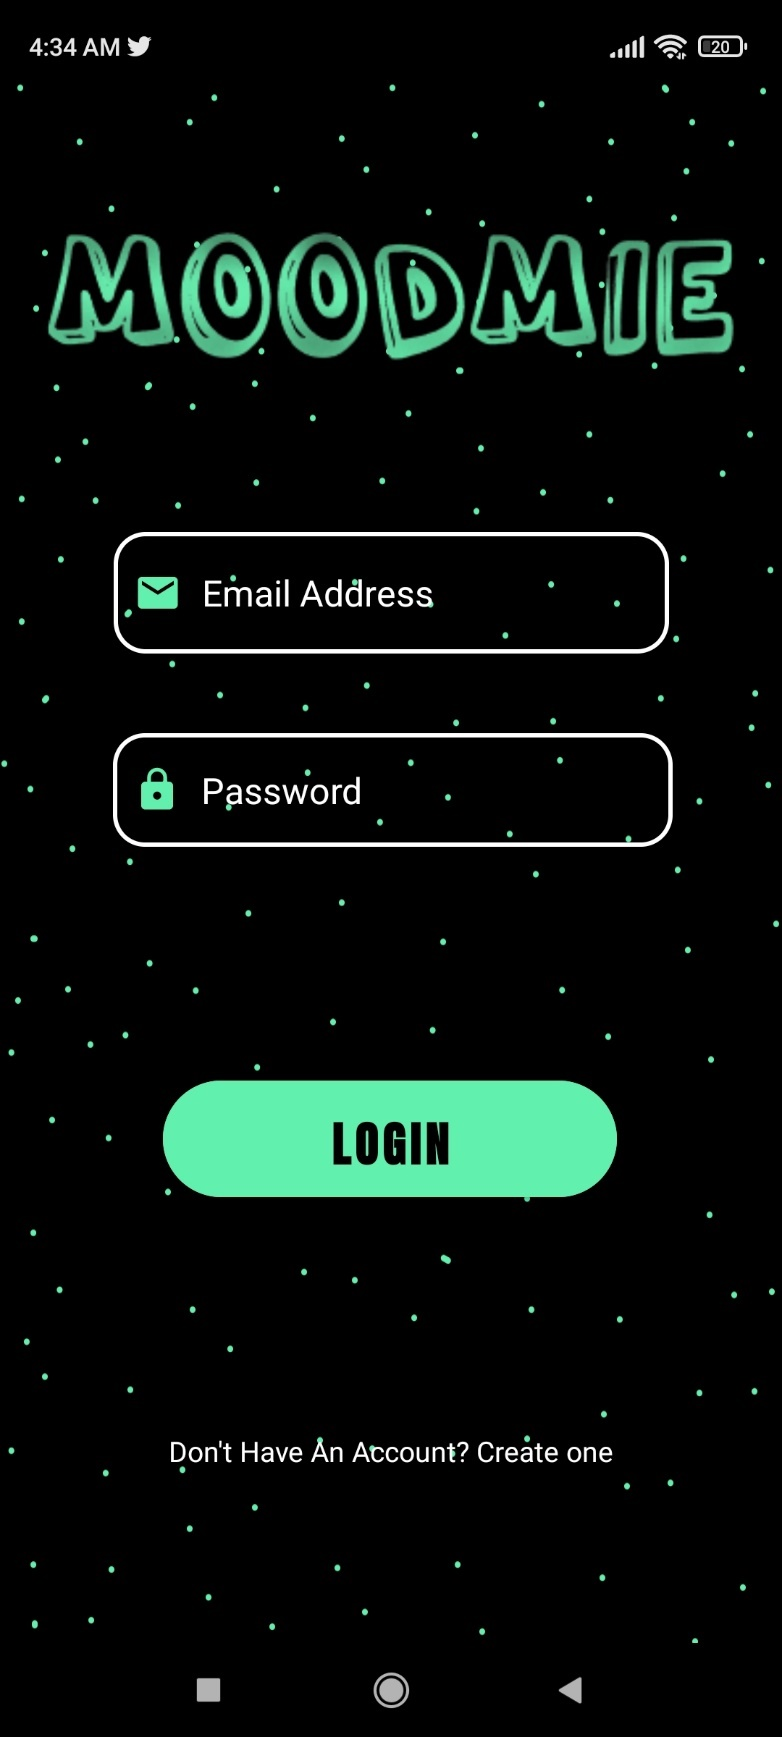 4:34 AM
20
MOODMIE
Email Address
Password
LOGIN
Don't Have An Account? Create one